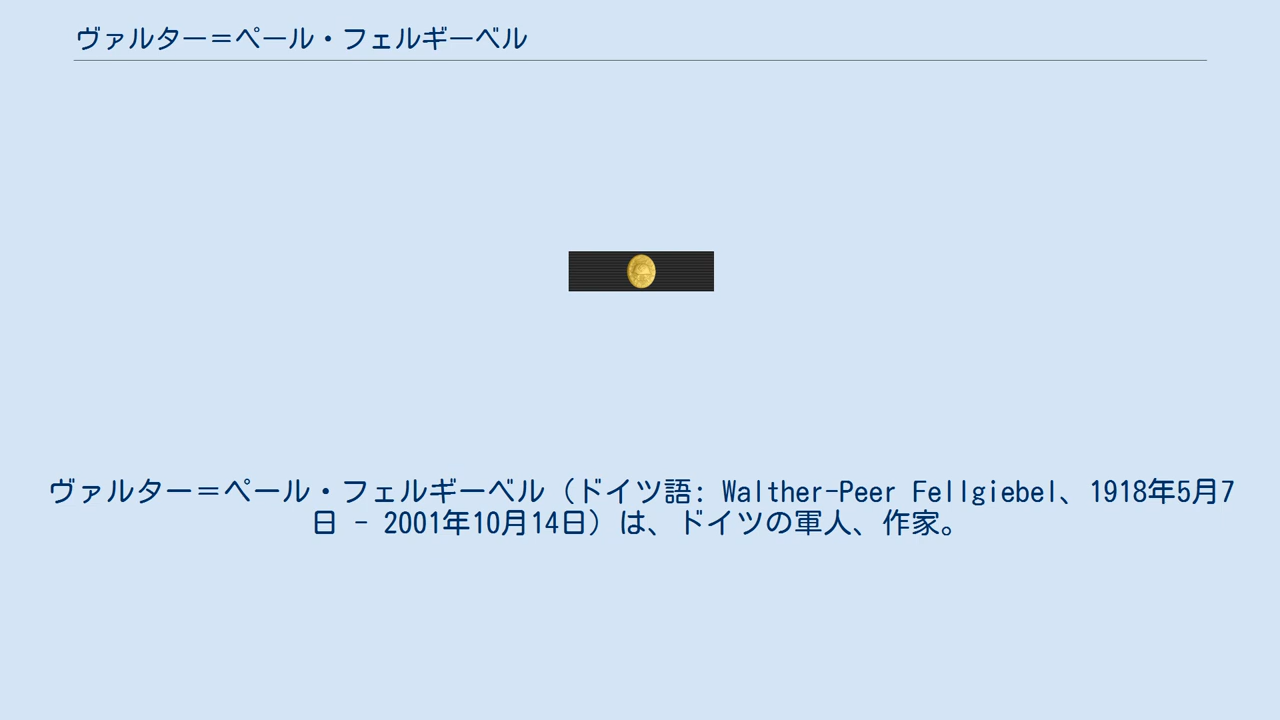 ヴァルター＝ペール・フェルギーベル
ヴァルター＝ペール・フェルギーベル（ドイツ語: Walther-Peer Fellgiebel、1918年5月7
日 - 2001年10月14日）は、ドイツの軍人、作家。